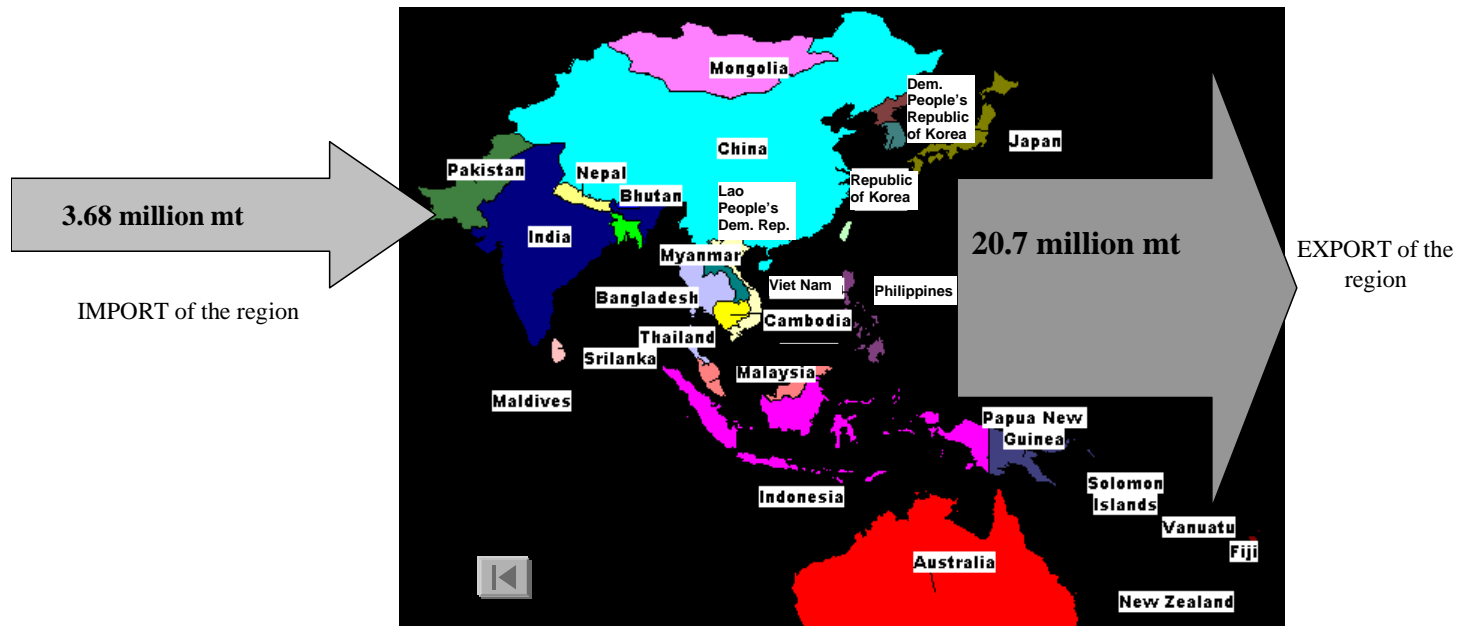 Mongolia
Dem.
People's
Republic
of Korea
Japan
China
Pakistan
Nepal
Bhutan
Republic
of Korea
Lao
People's
Dem. Rep.
3.68 million mt
India
20.7 million mt
EXPORT of the
region
Myanmar
Viet Nam
Philippines
Bangladesh
Cambodia
IMPORT of the region
Thailand
Srilanka
Malaysia
Maldives
Papua New
Guinea
Indonesia
Solomon
Islands
Vanuatu
Fiji
Australia
New Zealand